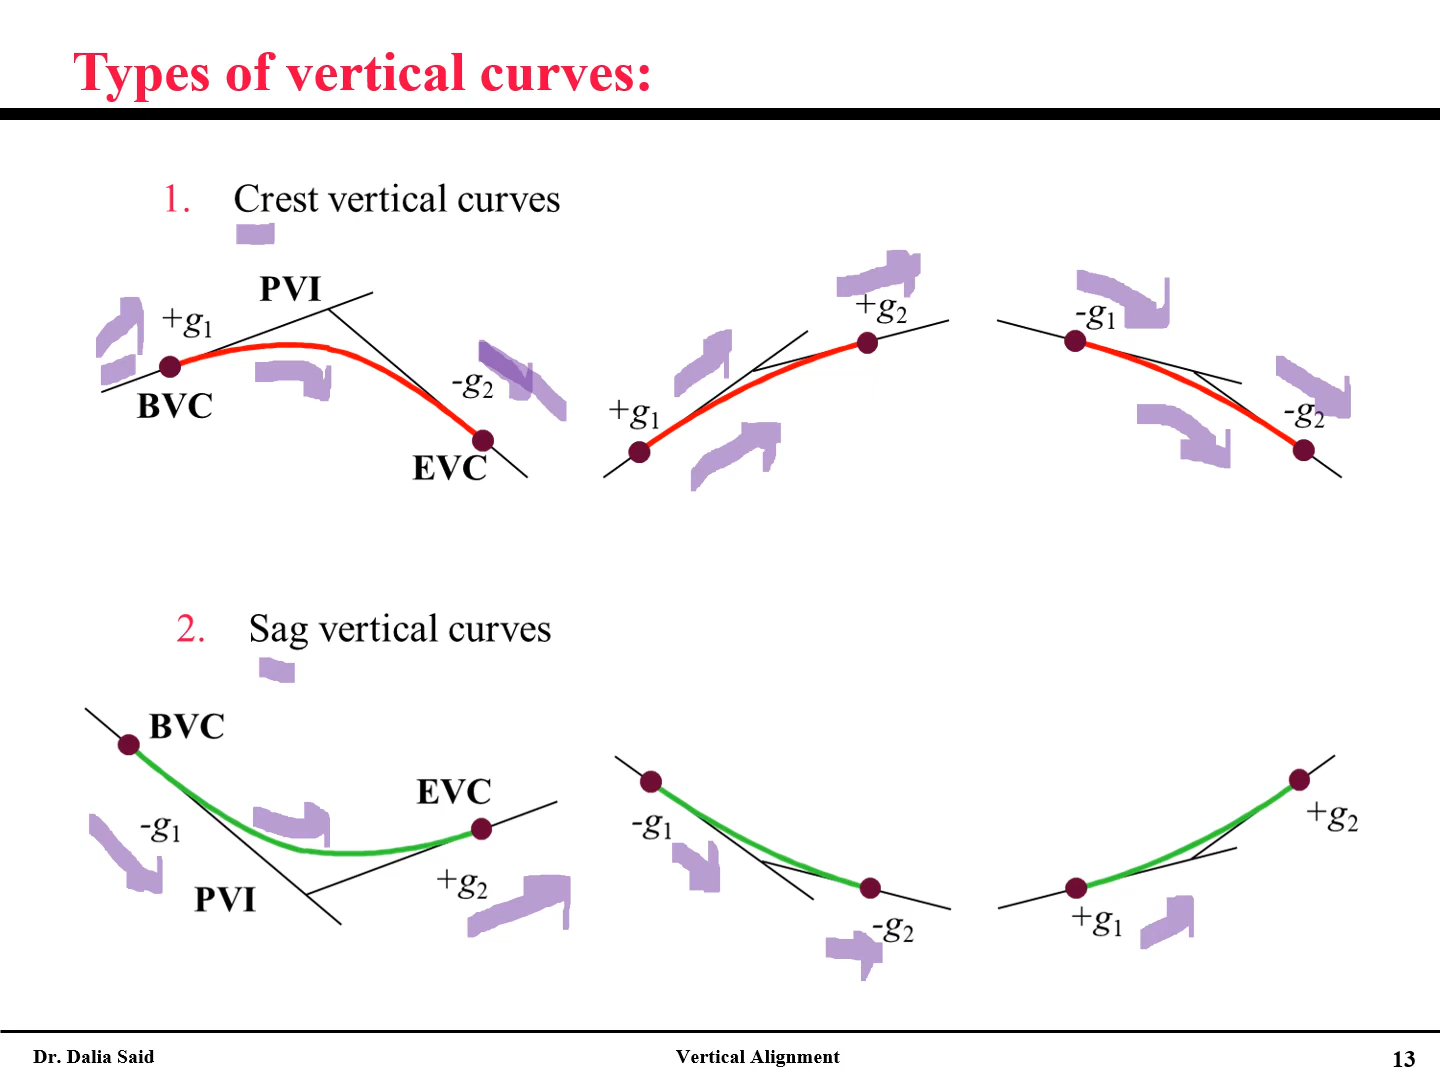 Types of vertical curves:
1. Crest vertical curves
PVI
+g1
BVC
-g2
EVC
+g1
+g2
-g1
-g2
2. Sag vertical curves
BVC
-g1
PVI
EVC
+g2
-g1
-g2
+g1
+g2
Dr. Dalia Said
Vertical Alignment
13